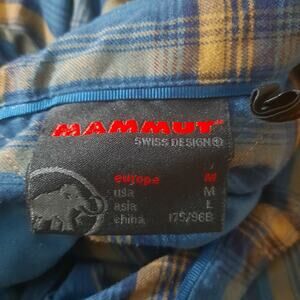 MAMMUT
SWISS DESIGN
europe M
usa M
asia L
china 175/96B